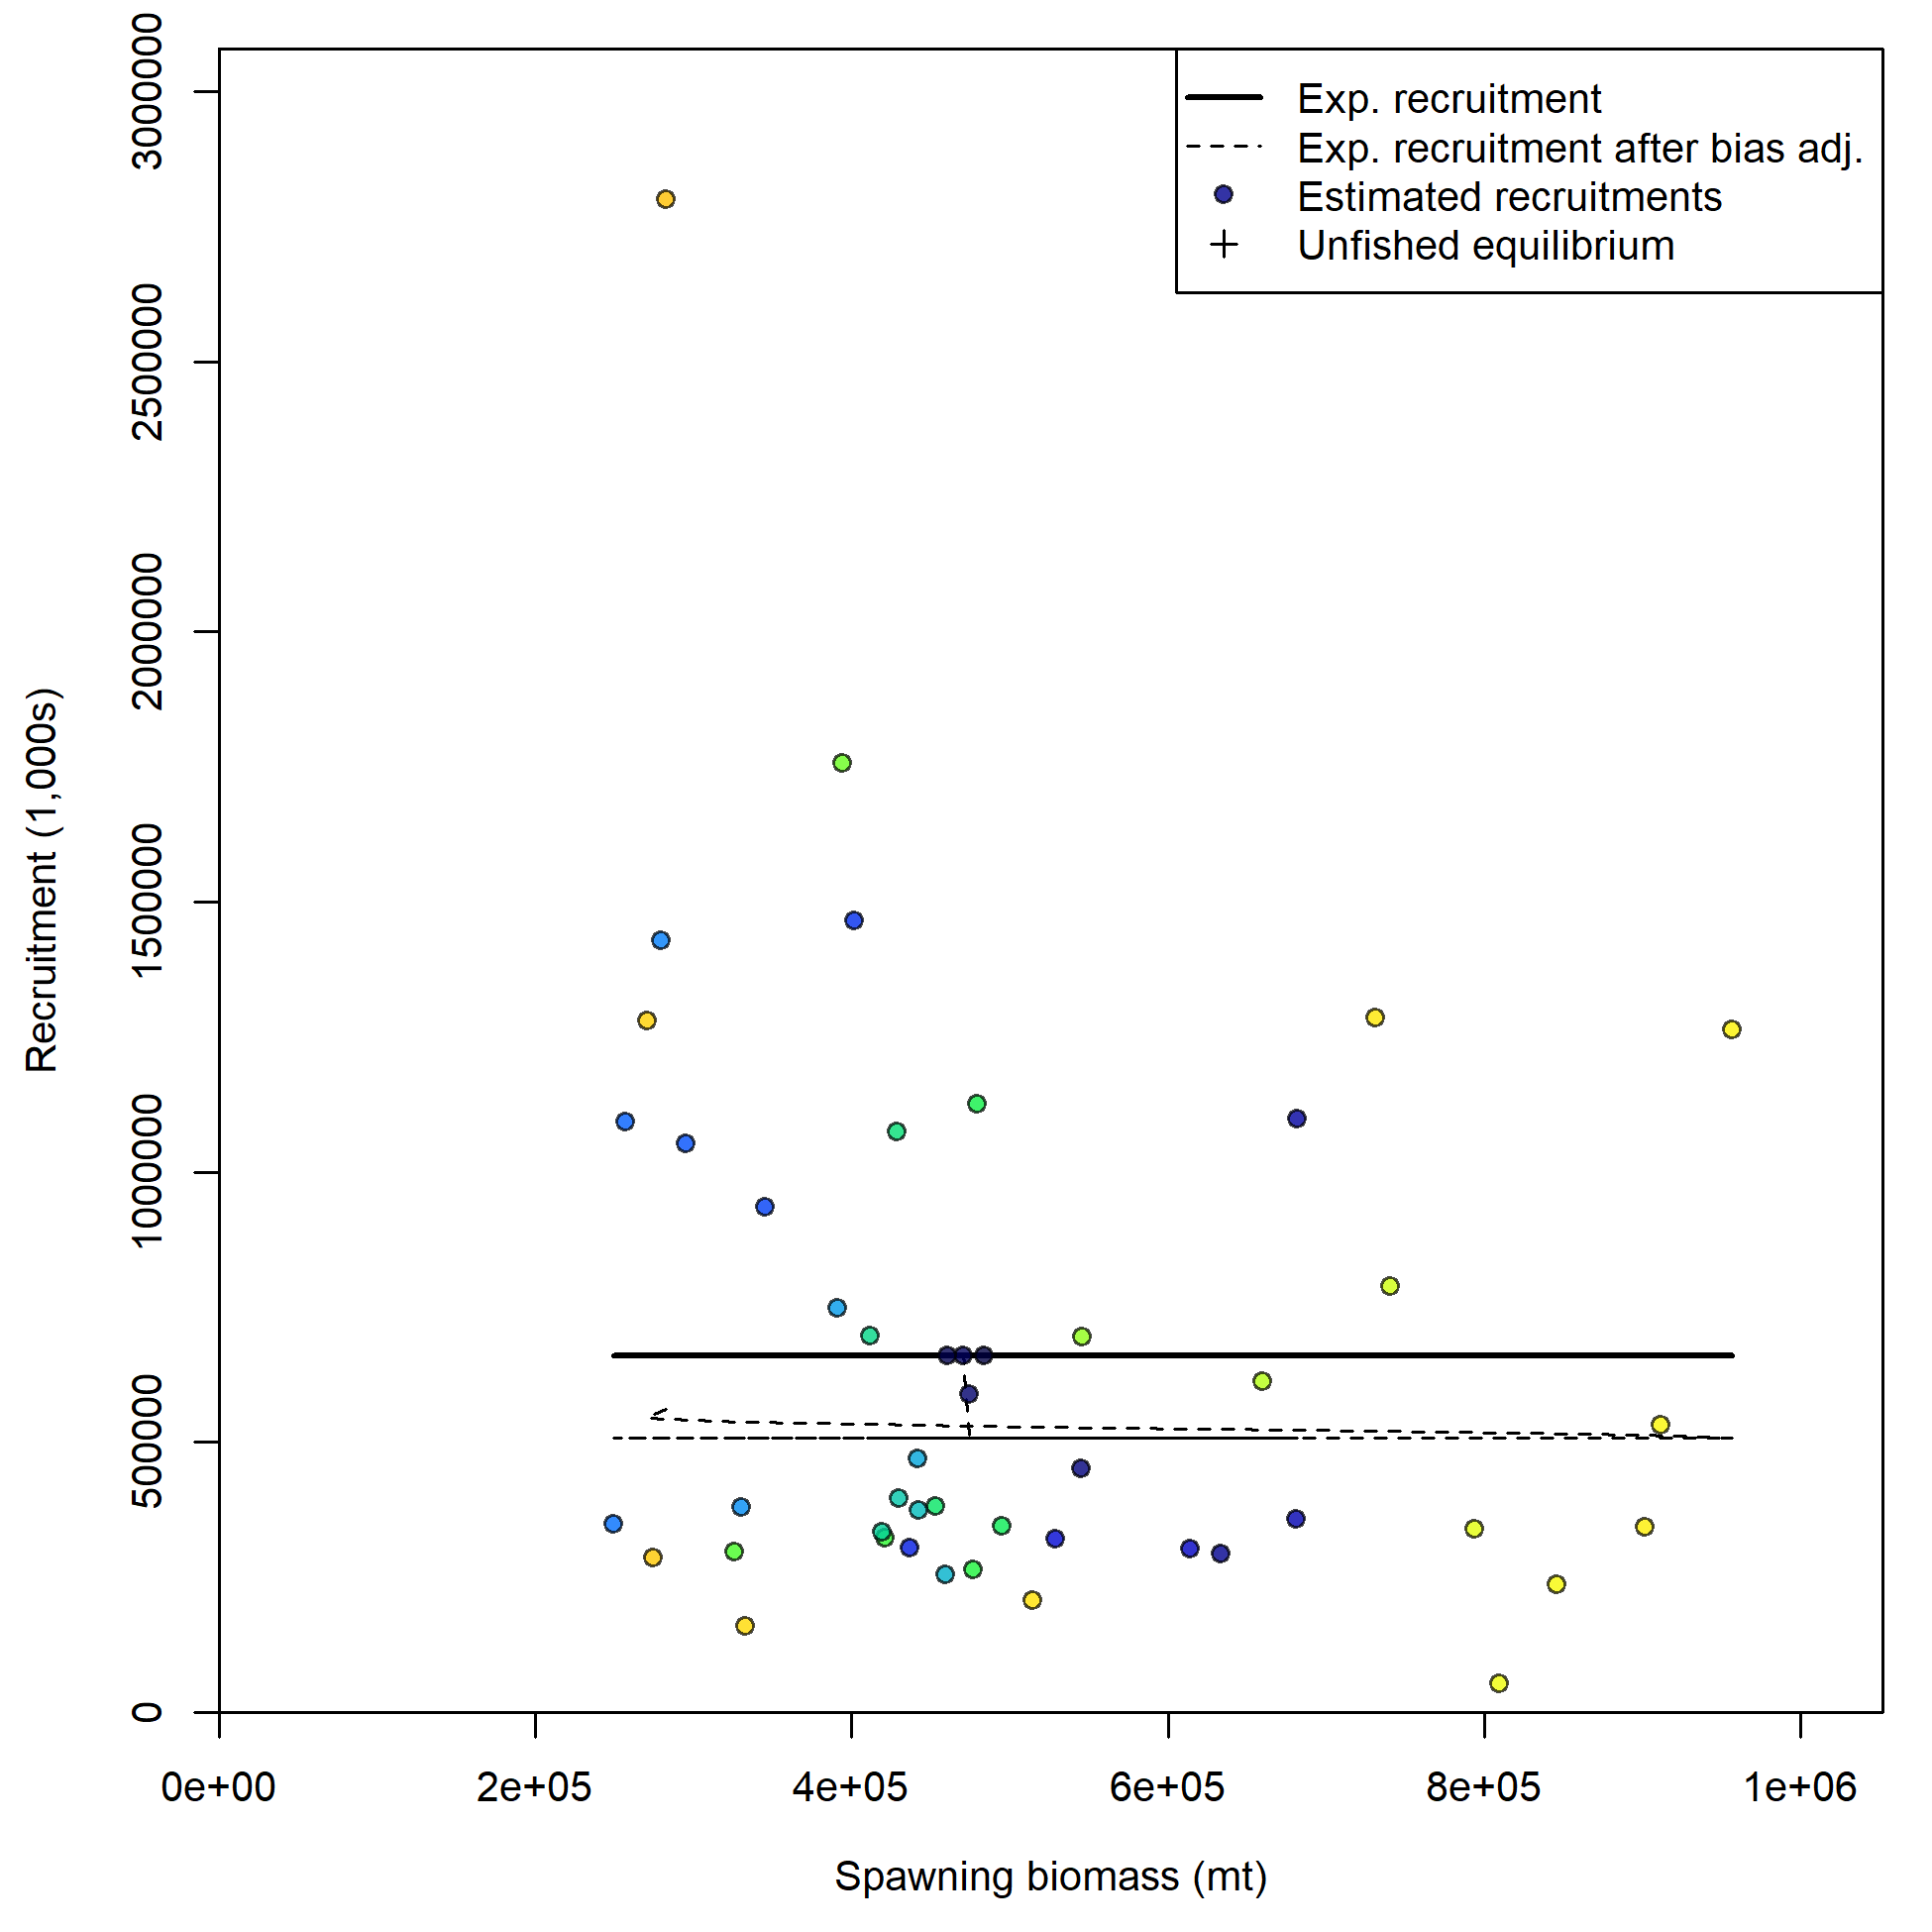 Exp. recruitment
Exp. recruitment after bias adj.
Estimated recruitments
Unfished equilibrium
3000000
2500000
2000000
1500000
1000000
500000
0
Recruitment (1,000s)
0e+00 2e+05 4e+05 6e+05 8e+05 1e+06
Spawning biomass (mt)